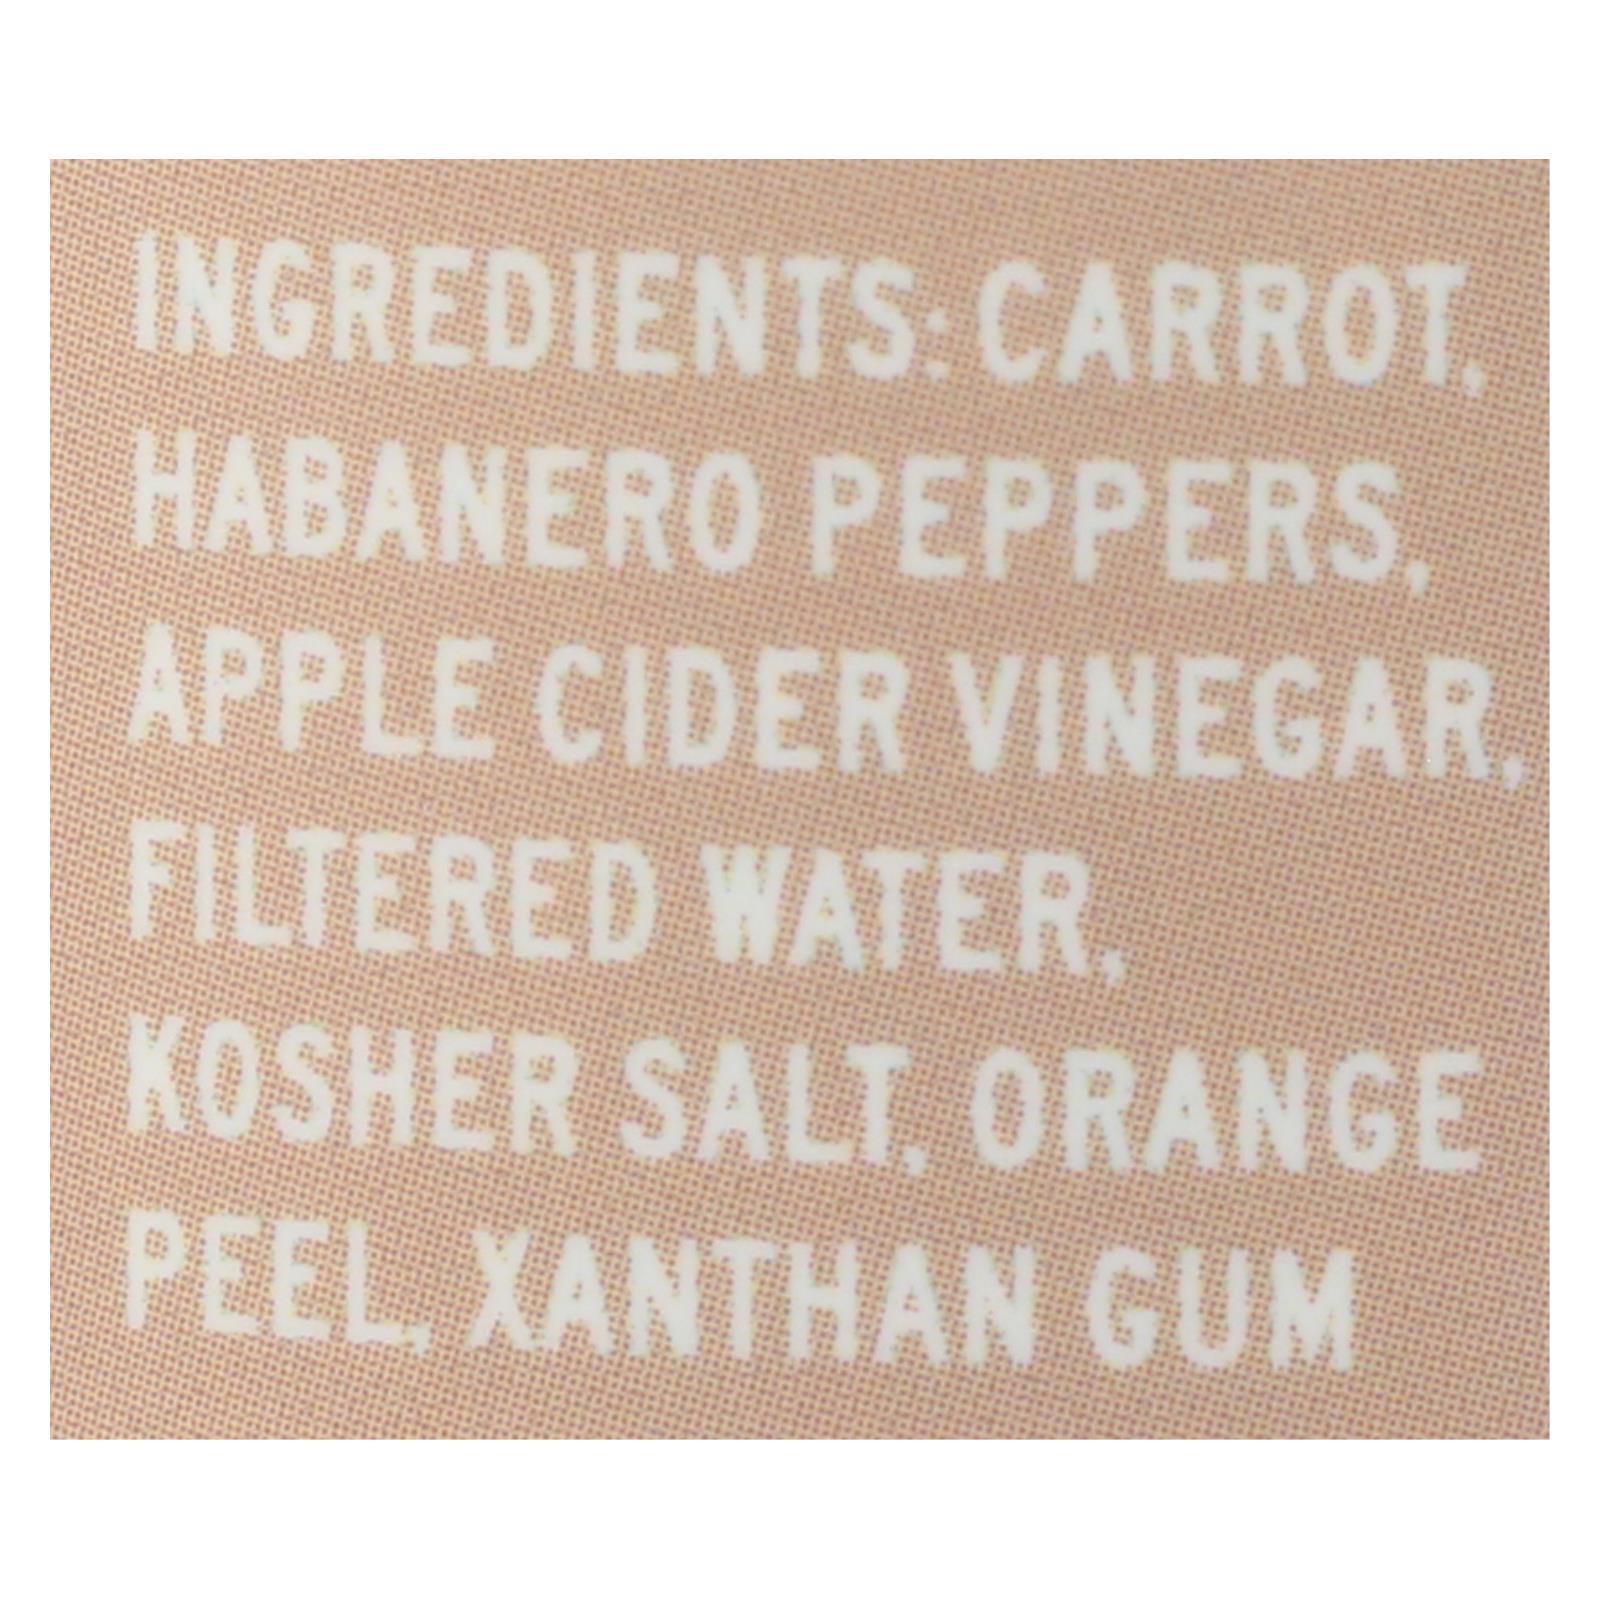 INGREDIENTS: CARROT,
HABANERO PEPPERS,
APPLE CIDER VINEGAR,
FILTERED WATER,
KOSHER SALT, ORANGE
PEEL, XANTHAN GUM